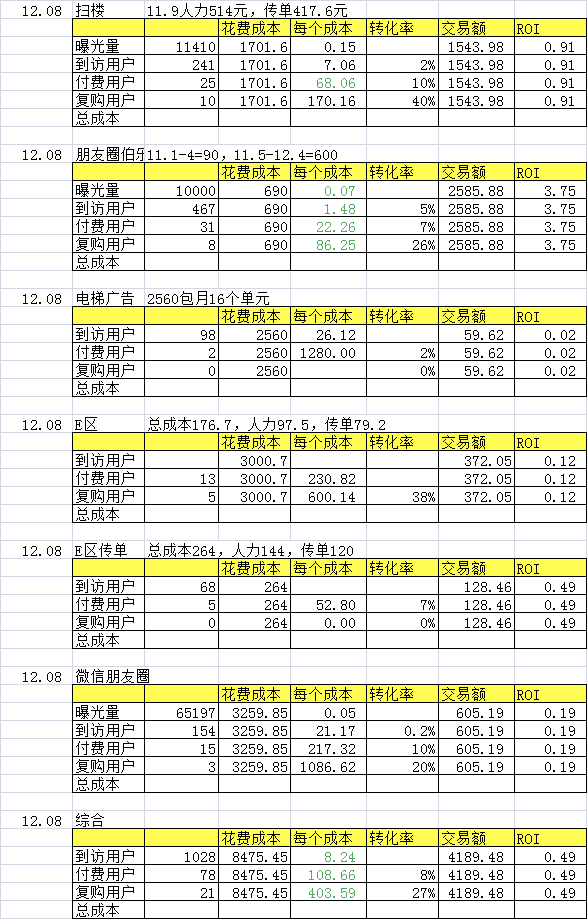 12.08 扫楼 11.9人力514元，传单417.6元
花费成本 每个成本 转化率 交易额 ROI
曝光量 11410 1701.6 0.15 1543.98 0.91
到访用户 241 1701.6 7.06 2% 1543.98 0.91
付费用户 25 1701.6 68.06 10% 1543.98 0.91
复购用户 10 1701.6 170.16 40% 1543.98 0.91
总成本
12.08 朋友圈伯乐 11.1-4=90，11.5-12.4=600
花费成本 每个成本 转化率 交易额 ROI
曝光量 10000 690 0.07 2585.88 3.75
到访用户 467 690 1.48 5% 2585.88 3.75
付费用户 31 690 22.26 7% 2585.88 3.75
复购用户 8 690 86.25 26% 2585.88 3.75
总成本
12.08 电梯广告 2560包月16个单元
花费成本 每个成本 转化率 交易额 ROI
到访用户 98 2560 26.12 59.62 0.02
付费用户 2 2560 1280.00 2% 59.62 0.02
复购用户 0 2560 0% 59.62 0.02
总成本
12.08 E区 总成本176.7，人力97.5，传单79.2
花费成本 每个成本 转化率 交易额 ROI
到访用户 3000.7 372.05 0.12
付费用户 13 3000.7 230.82 372.05 0.12
复购用户 5 3000.7 600.14 38% 372.05 0.12
总成本
12.08 E区传单 总成本264，人力144，传单120
花费成本 每个成本 转化率 交易额 ROI
到访用户 68 264 128.46 0.49
付费用户 5 264 52.80 7% 128.46 0.49
复购用户 0 264 0.00 0% 128.46 0.49
总成本
12.08 微信朋友圈
花费成本 每个成本 转化率 交易额 ROI
曝光量 65197 3259.85 0.05 605.19 0.19
到访用户 154 3259.85 21.17 0.2% 605.19 0.19
付费用户 15 3259.85 217.32 10% 605.19 0.19
复购用户 3 3259.85 1086.62 20% 605.19 0.19
总成本
12.08 综合
花费成本 每个成本 转化率 交易额 ROI
到访用户 1028 8475.45 8.24 4189.48 0.49
付费用户 78 8475.45 108.66 8% 4189.48 0.49
复购用户 21 8475.45 403.59 27% 4189.48 0.49
总成本